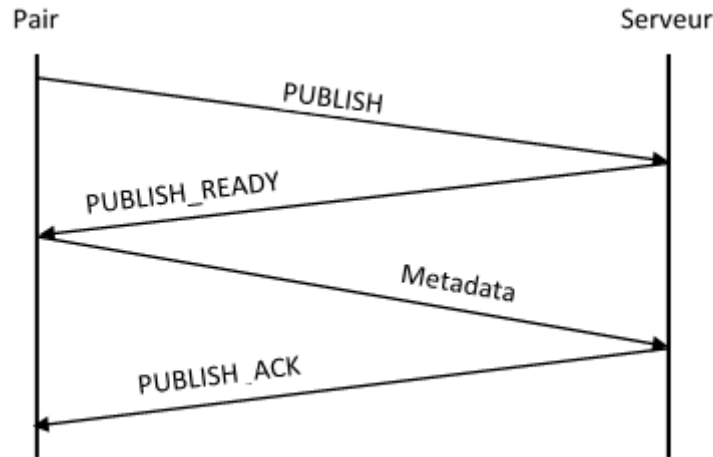 Pair
Serveur
PUBLISH
PUBLISH_READY
Metadata
PUBLISH_ACK